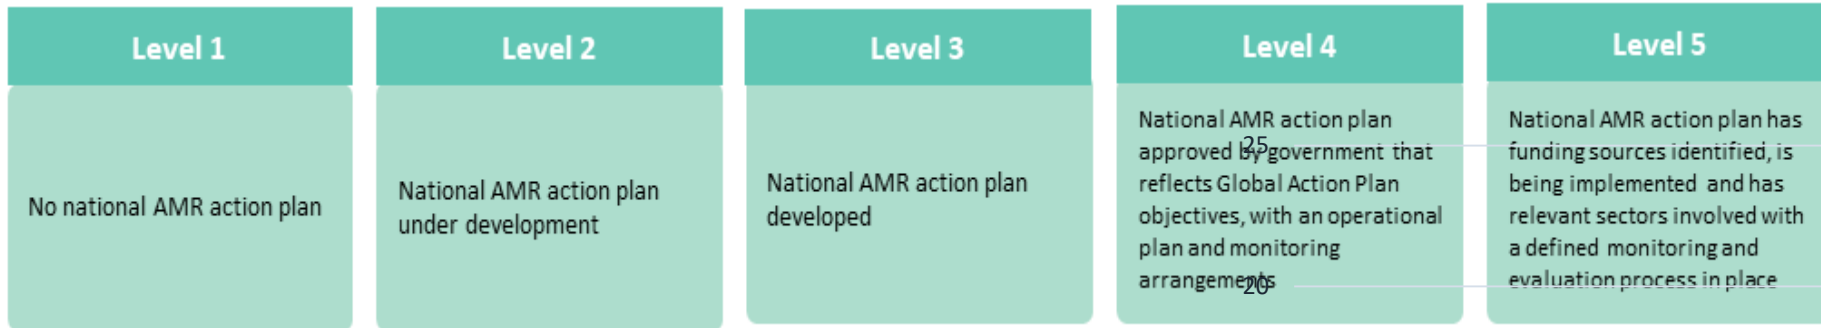 Level 1
No national AMR action plan
Level 2
National AMR action plan
under development
Level 3
National AMR action plan
developed
Level 4
National AMR action plan
approved by government that
reflects Global Action Plan
objectives, with an operational
plan and monitoring
arrangements
25
20
Level 5
National AMR action plan has
funding sources identified, is
being implemented and has
relevant sectors involved with
a defined monitoring and
evaluation process in place